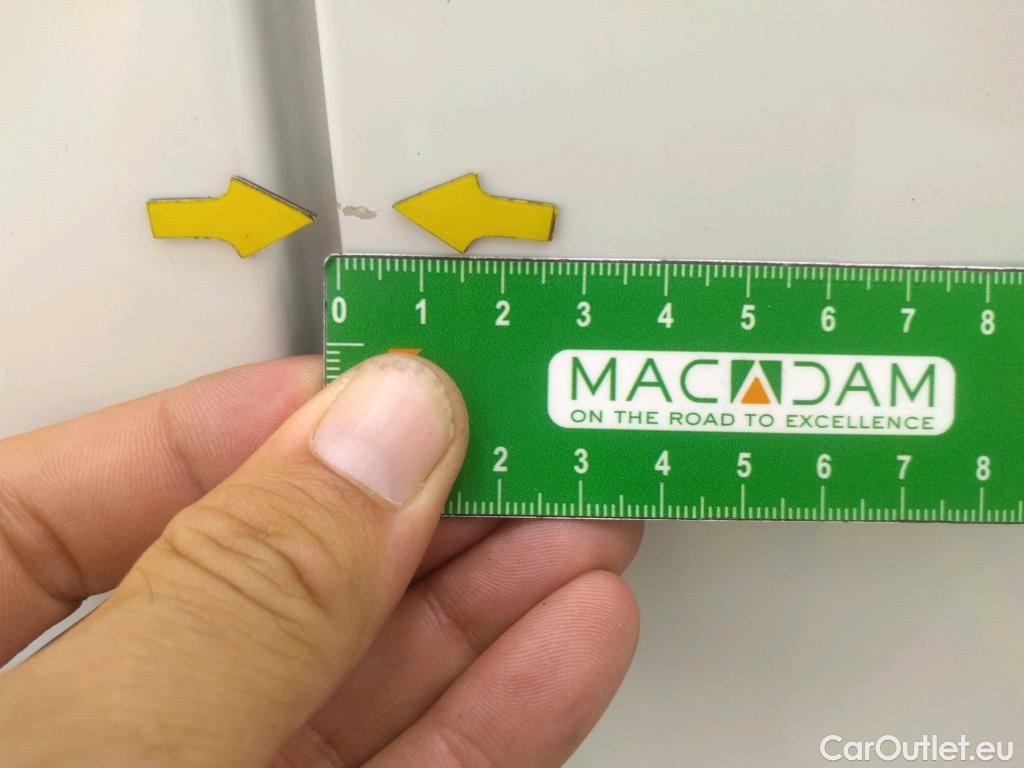 0 1 2 3 4 5 6 7 8
MACADAM
ON THE ROAD TO EXCELLENCE
2 3 4 5 6 7 8
CarOutlet.eu